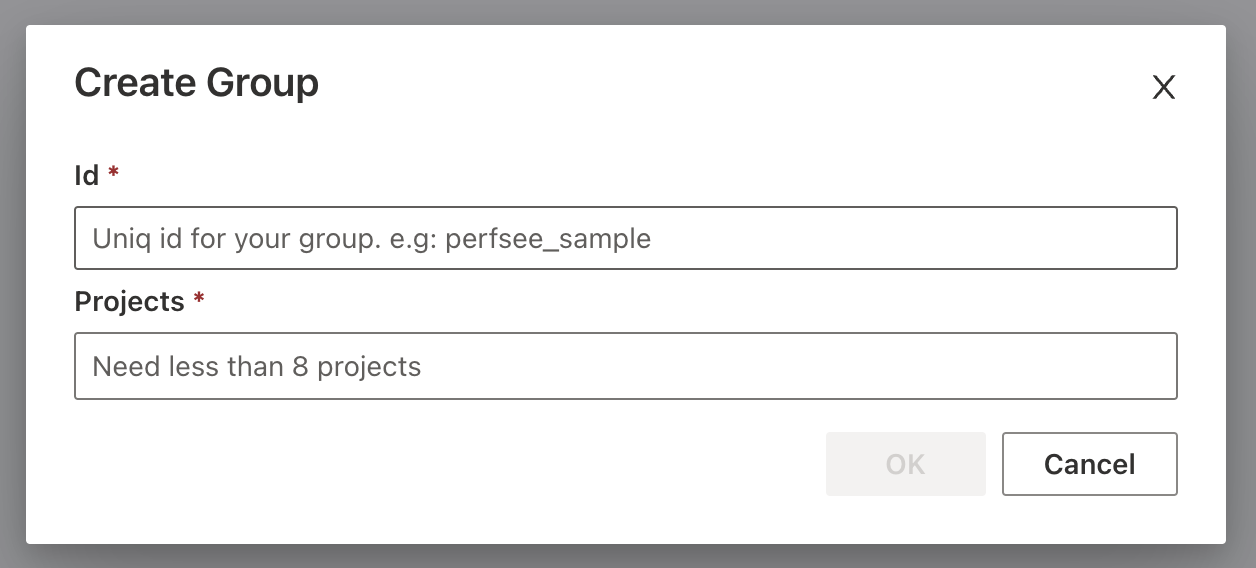 Create Group
X
Id *
Uniq id for your group. e.g: perfsee_sample
Projects *
Need less than 8 projects
OK
Cancel